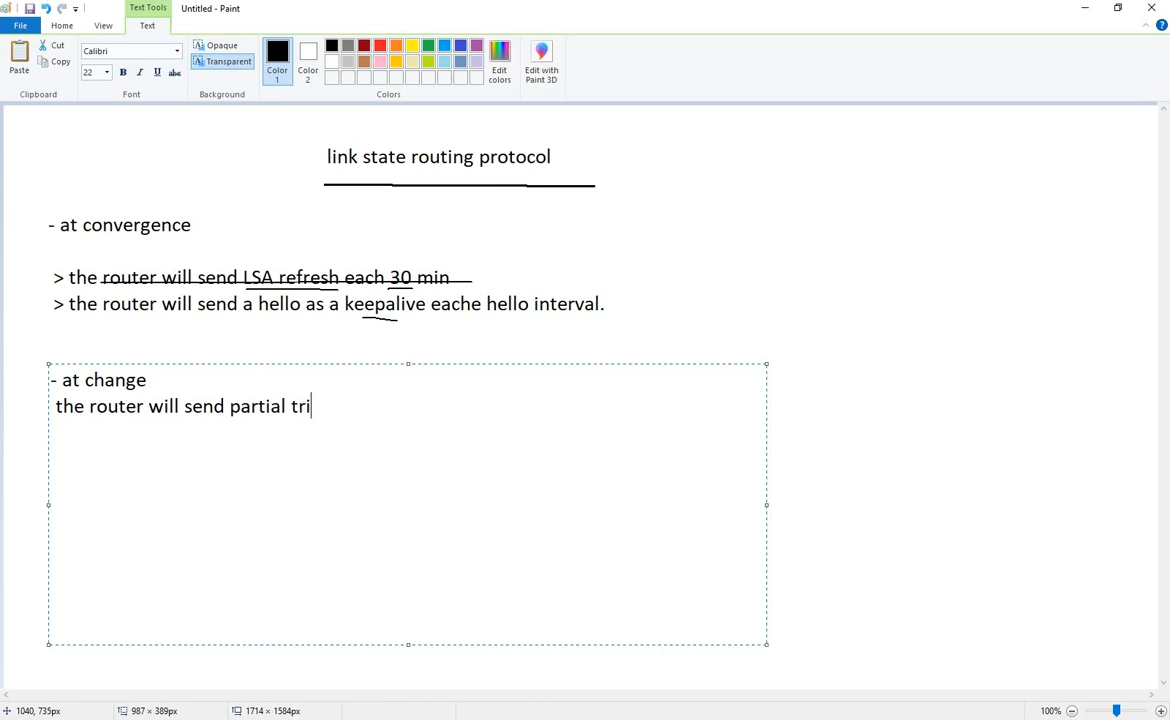 Text Tools
Untitled - Paint
File
Home
View
Text
Paste
Cut
Copy
Clipboard
Calibri
22
B
I
U
abc
Font
Opaque
Transparent
Background
Color
1
Color
2
Edit
colors
Colors
Edit with
Paint 3D
link state routing protocol
- at convergence
> the router will send LSA refresh each 30 min
> the router will send a hello as a keepalive eache hello interval.
- at change
the router will send partial tri
1040, 735px
987 × 389px
1714 × 1584px
100%